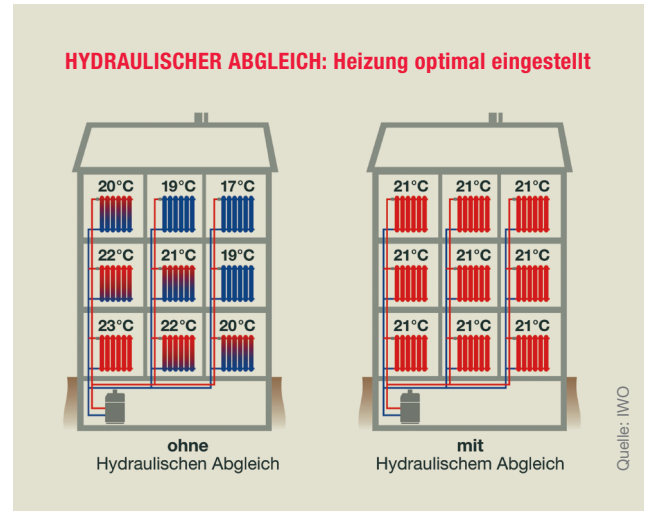 HYDRAULISCHER ABGLEICH: Heizung optimal eingestellt
20°C 19°C 17°C
22°C 21°C 19°C
23°C 22°C 20°C
ohne
Hydraulischen Abgleich
21°C 21°C 21°C
21°C 21°C 21°C
21°C 21°C 21°C
mit
Hydraulischem Abgleich
Quelle: IWO